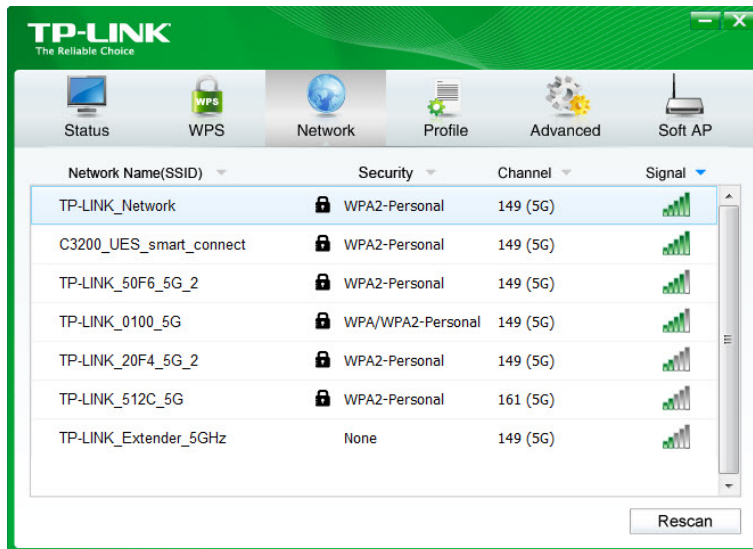 TP-LINK
The Reliable Choice
WPS
Status WPS Network Profile Advanced Soft AP
Network Name(SSID) Security Channel Signal
TP-LINK_Network WPA2-Personal 149 (5G)
C3200_UES_smart_connect WPA2-Personal 149 (5G)
TP-LINK_50F6_5G_2 WPA2-Personal 149 (5G)
TP-LINK_0100_5G WPA/WPA2-Personal 149 (5G)
TP-LINK_20F4_5G_2 WPA2-Personal 149 (5G)
TP-LINK_512C_5G WPA2-Personal 161 (5G)
TP-LINK_Extender_5GHz None 149 (5G)
Rescan